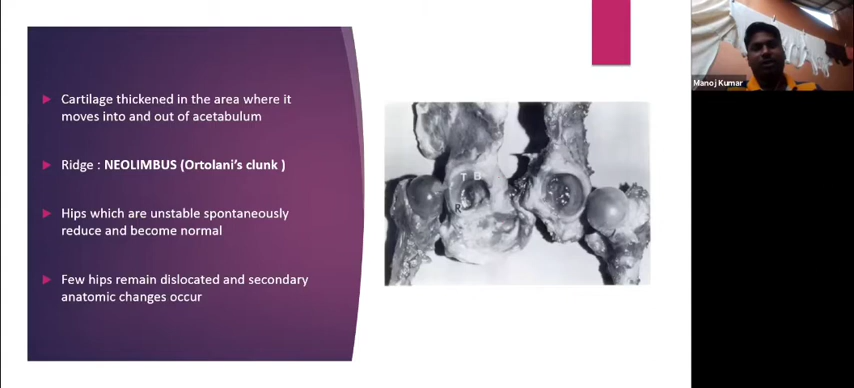 Cartilage thickened in the area where it
moves into and out of acetabulum
Ridge : NEOLIMBUS (Ortolani's clunk )
Hips which are unstable spontaneously
reduce and become normal
Few hips remain dislocated and secondary
anatomic changes occur
T B
R
Manoj Kumar